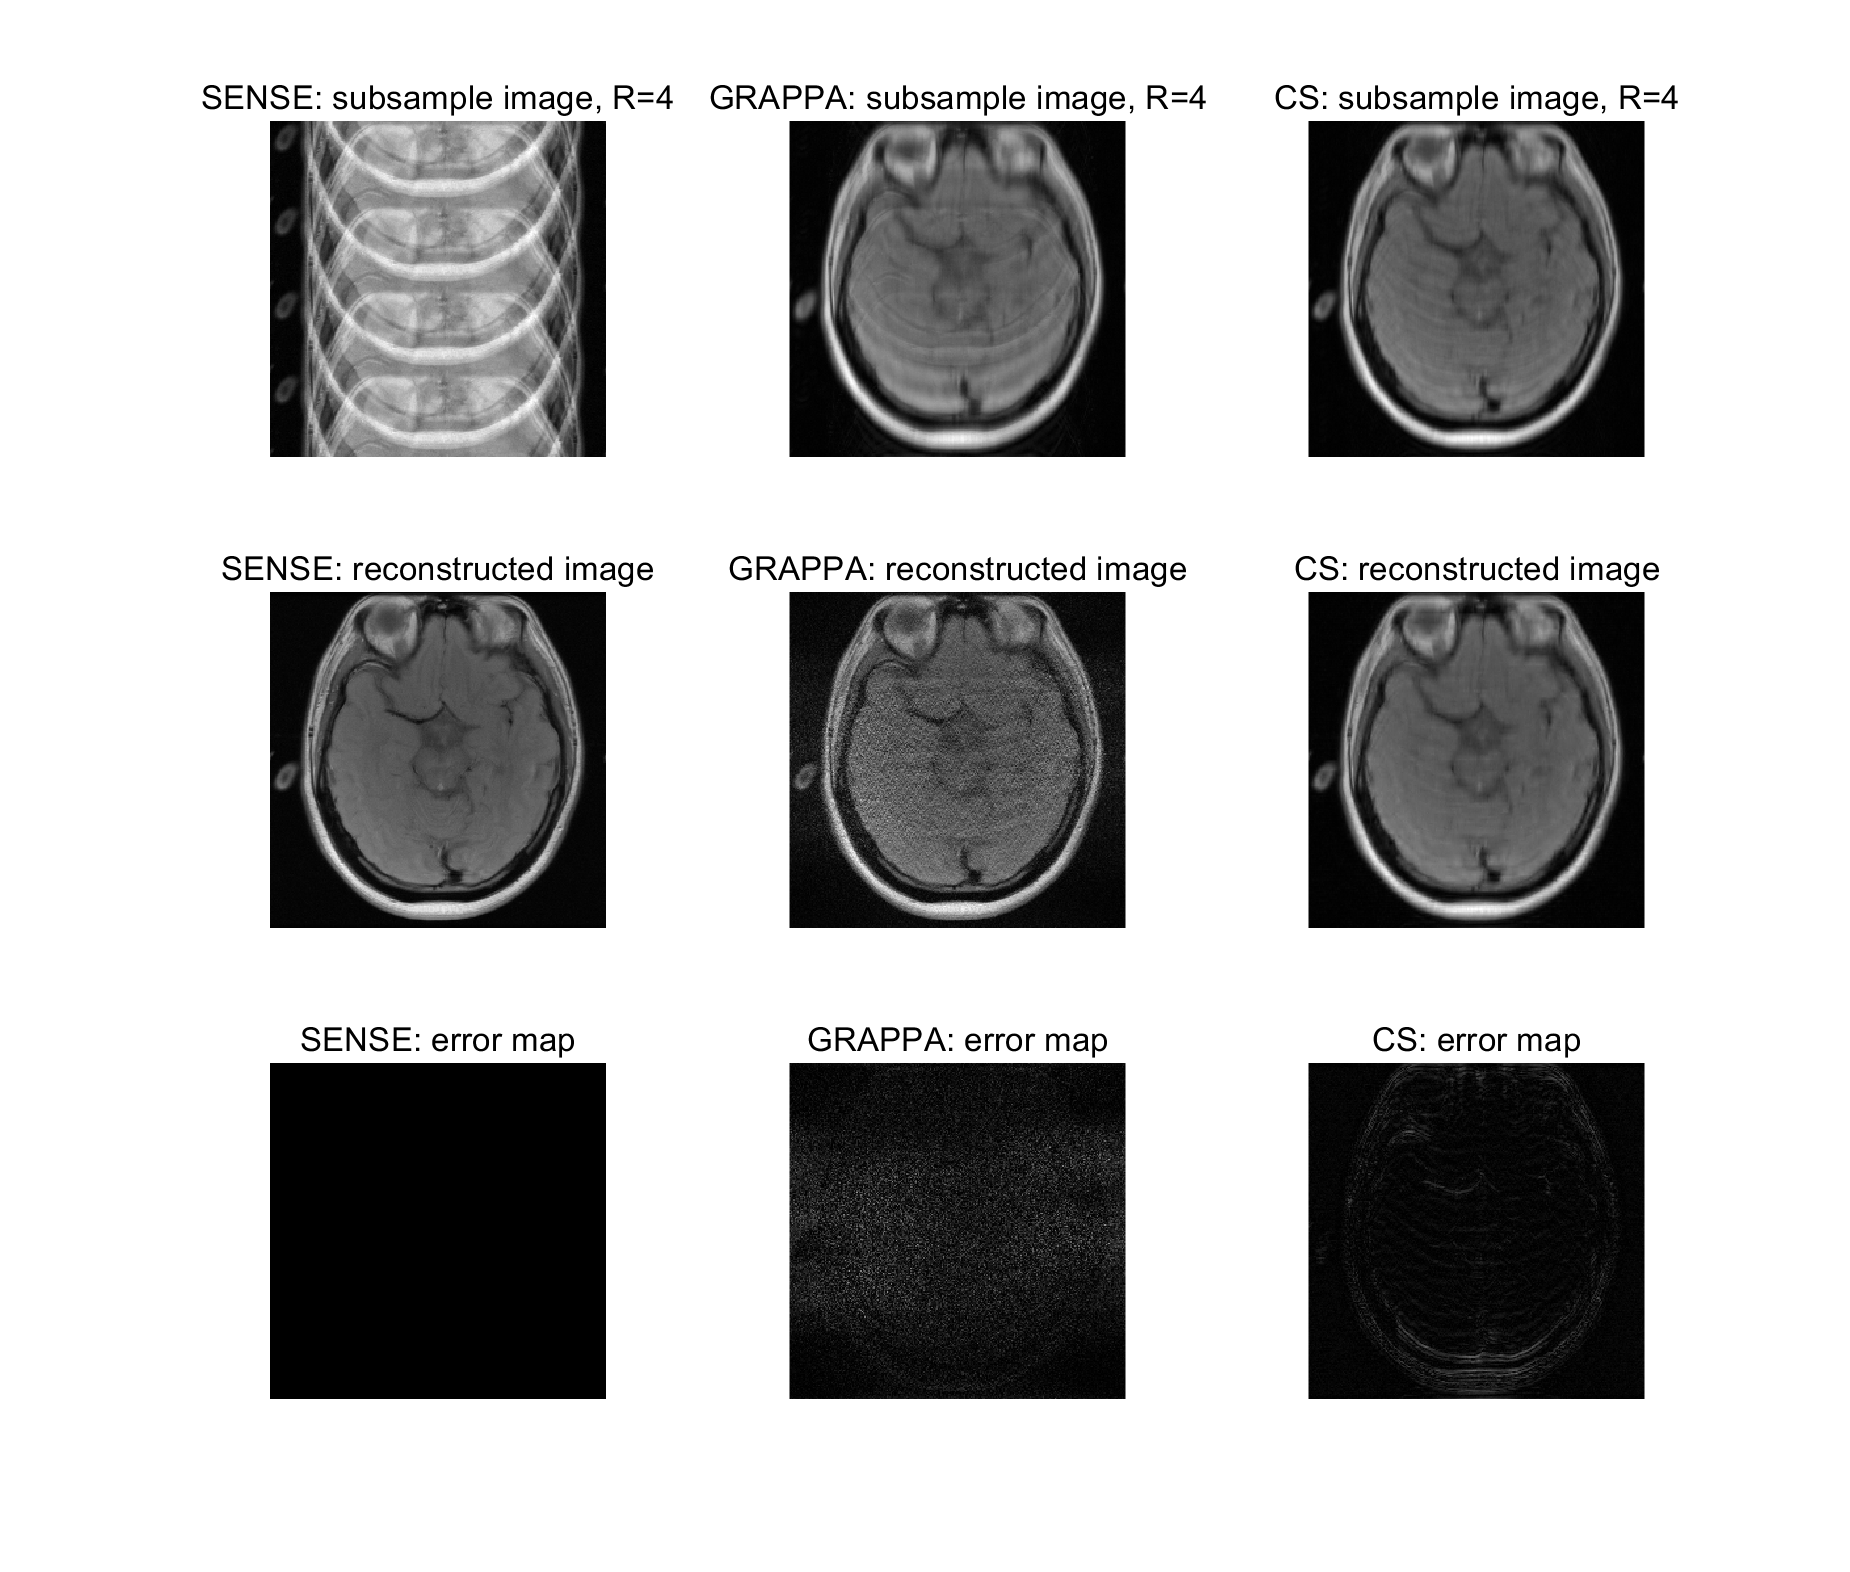 SENSE: subsample image, R=4
GRAPPA: subsample image, R=4
CS: subsample image, R=4
SENSE: reconstructed image
GRAPPA: reconstructed image
CS: reconstructed image
SENSE: error map
GRAPPA: error map
CS: error map